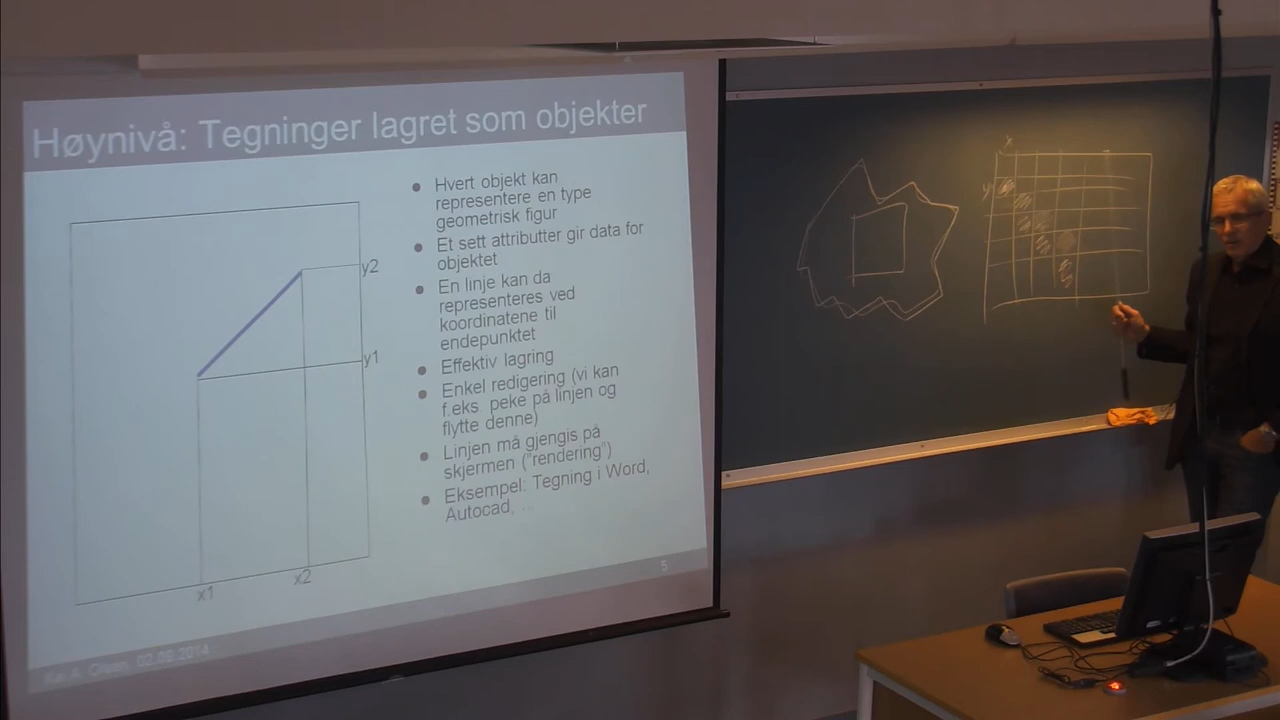 Høynivå: Tegninger lagret som objekter
Hvert objekt kan
representere en type
geometrisk figur
Et sett attributter gir data for
objektet
En linje kan da
representeres ved
koordinatene til
endepunktet
Effektiv lagring
Enkel redigering (vi kan
f.eks. peke på linjen og
flytte denne)
Linjen må gjengis på
skjermen ("rendering")
Eksempel: Tegning i Word,
Autocad, ...
y2
y1
x1
x2
5
Kai A. Olsen, 02.09.2014
x
y